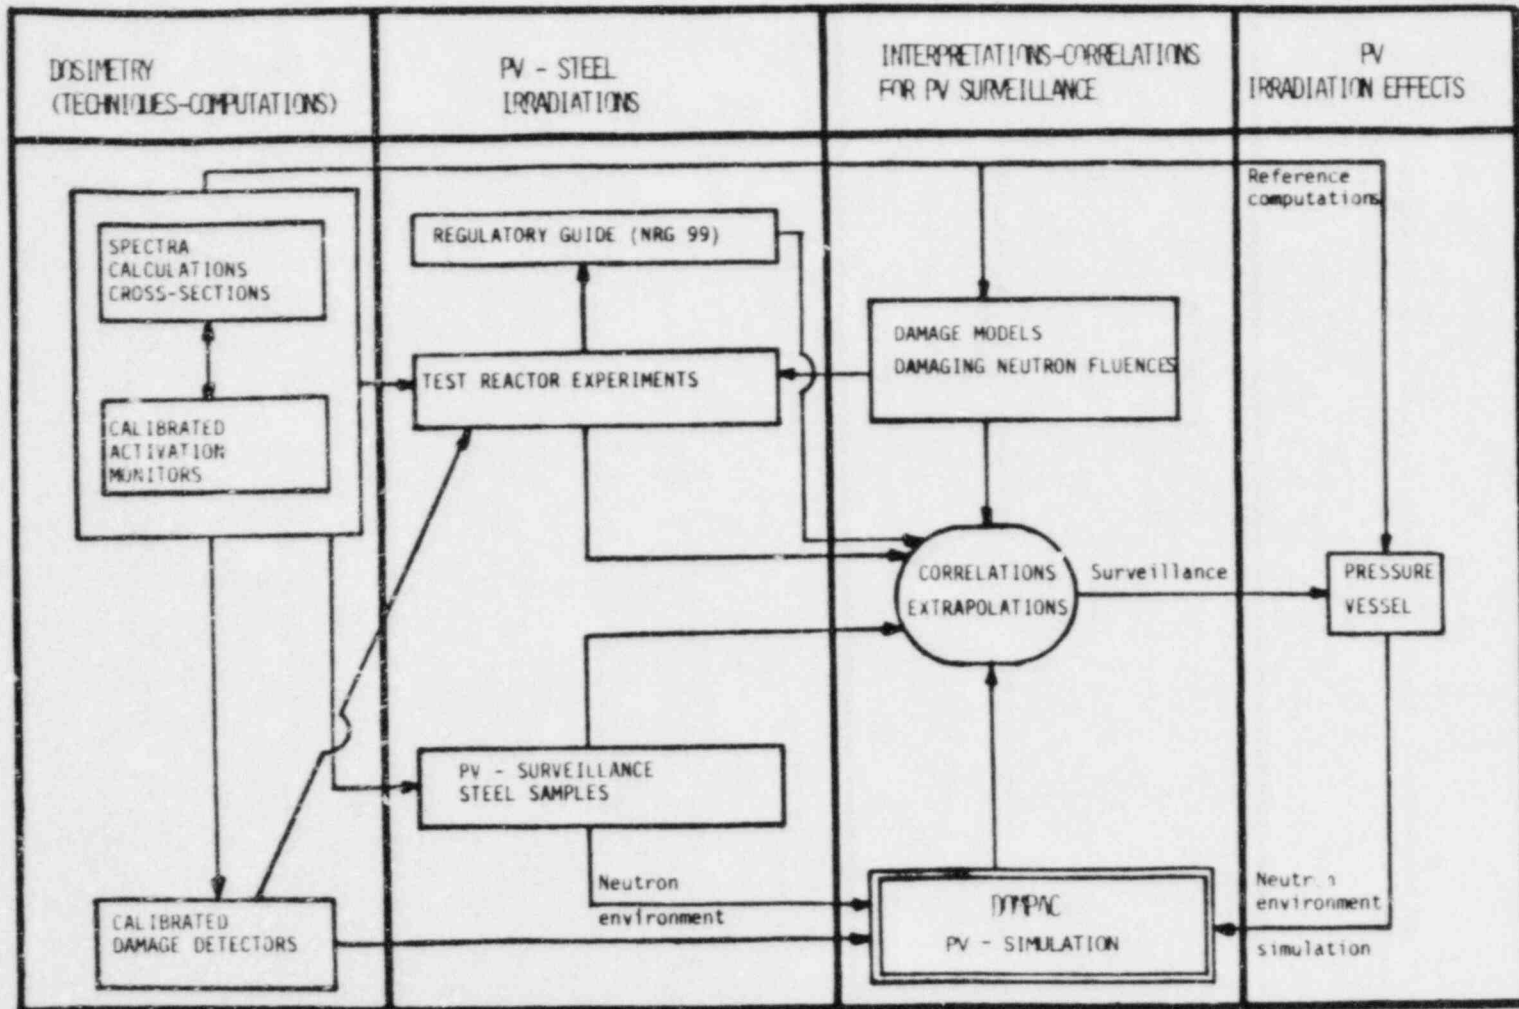 DOSIMETRY
(TECHNIQUES-COMPUTATIONS)
PV - STEEL
IRRADIATIONS
INTERPRETATIONS-CORRELATIONS
FOR PV SURVEILLANCE
PV
IRRADIATION EFFECTS
SPECTRA
CALCULATIONS
CROSS-SECTIONS
CALIBRATED
ACTIVATION
MONITORS
CALIBRATED
DAMAGE DETECTORS
REGULATORY GUIDE (NRG 99)
TEST REACTOR EXPERIMENTS
PV - SURVEILLANCE
STEEL SAMPLES
Neutron
environment
DAMAGE MODELS
DAMAGING NEUTRON FLUENCES
CORRELATIONS
EXTRAPOLATIONS
Surveillance
DOMPAC
PV - SIMULATION
Reference
computations
PRESSURE
VESSEL
Neutron
environment
simulation